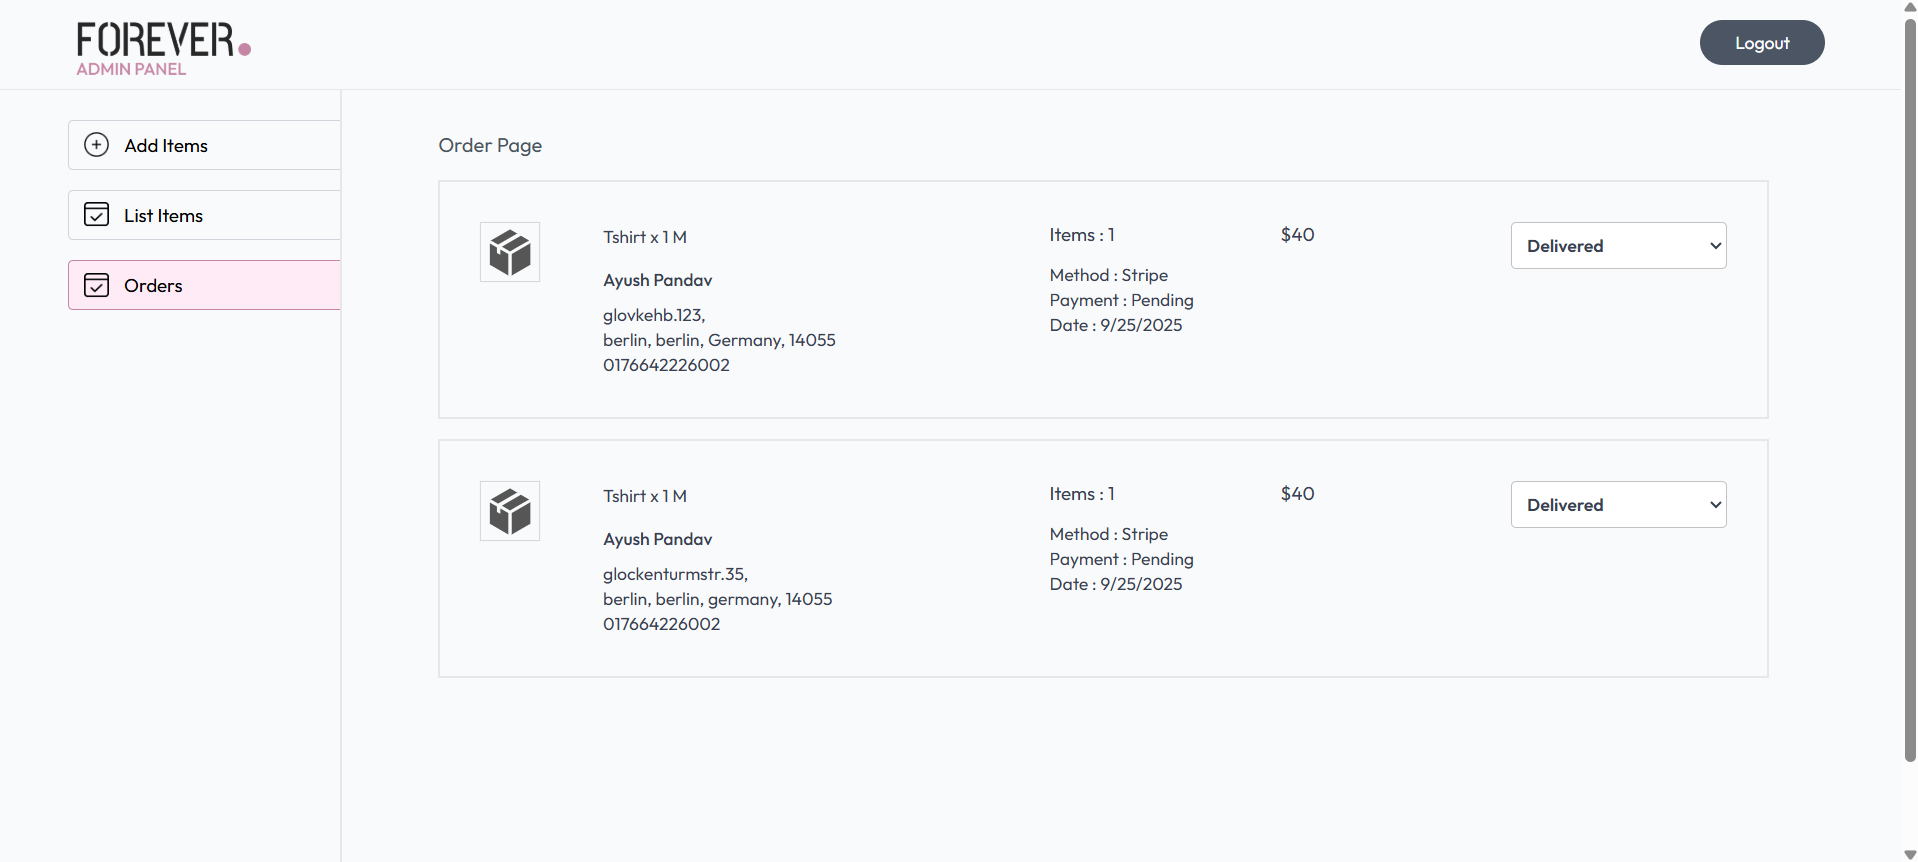 FOREVER.
ADMIN PANEL
Logout
Add Items
List Items
Orders
Order Page
Tshirt x 1 M
Ayush Pandav
glovkehb.123,
berlin, berlin, Germany, 14055
0176642226002
Items : 1
Method : Stripe
Payment : Pending
Date : 9/25/2025
$40
Delivered
Tshirt x 1 M
Ayush Pandav
glockenturmstr.35,
berlin, berlin, germany, 14055
017664226002
Items : 1
Method : Stripe
Payment : Pending
Date : 9/25/2025
$40
Delivered